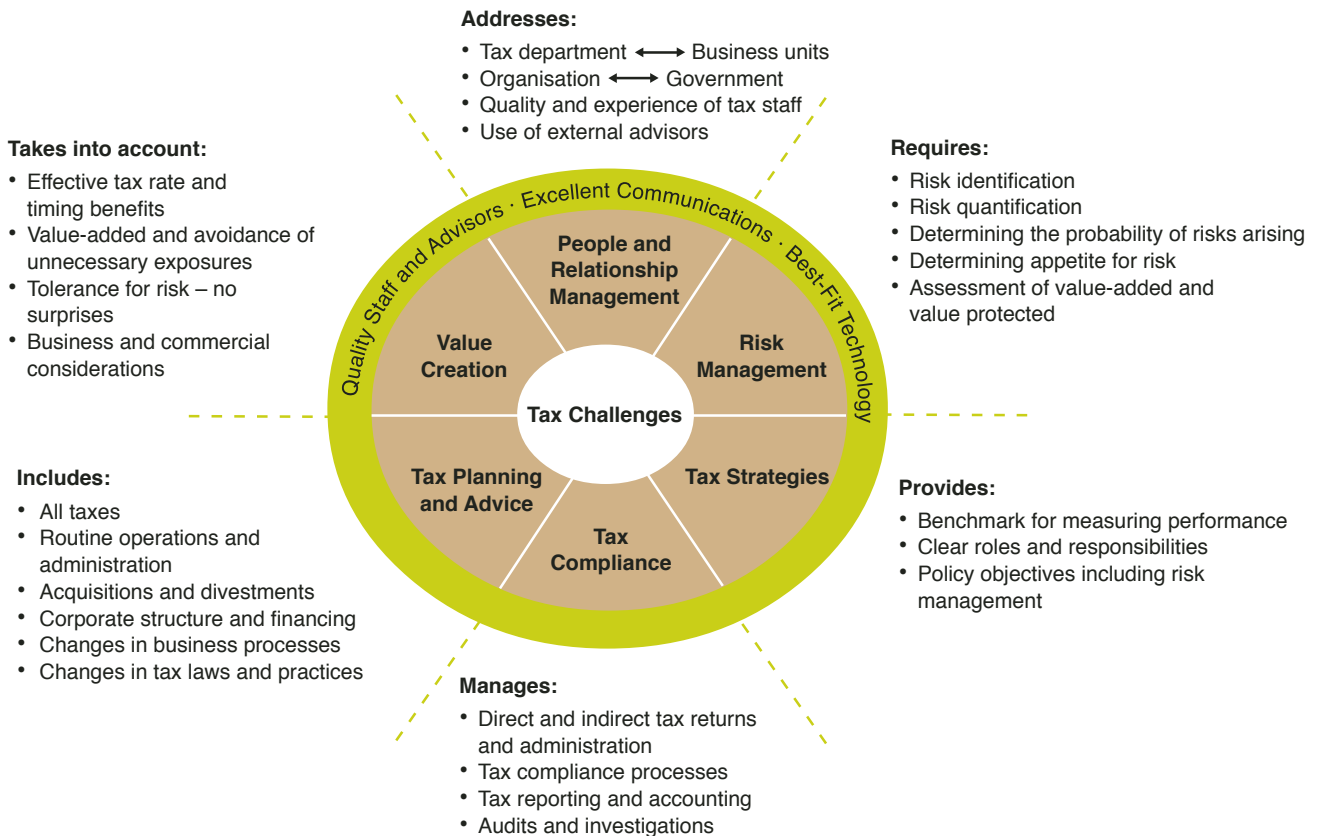 Addresses:
• Tax department ⟷ Business units
• Organisation ⟷ Government
• Quality and experience of tax staff
• Use of external advisors
Takes into account:
• Effective tax rate and
timing benefits
• Value-added and avoidance of
unnecessary exposures
• Tolerance for risk – no
surprises
• Business and commercial
considerations
Requires:
• Risk identification
• Risk quantification
• Determining the probability of risks arising
• Determining appetite for risk
• Assessment of value-added and
value protected
Quality Staff and Advisors · Excellent Communications · Best-Fit Technology
People and
Relationship
Management
Value
Creation
Risk
Management
Tax Challenges
Tax Planning
and Advice
Tax Strategies
Tax
Compliance
Includes:
• All taxes
• Routine operations and
administration
• Acquisitions and divestments
• Corporate structure and financing
• Changes in business processes
• Changes in tax laws and practices
Provides:
• Benchmark for measuring performance
• Clear roles and responsibilities
• Policy objectives including risk
management
Manages:
• Direct and indirect tax returns
and administration
• Tax compliance processes
• Tax reporting and accounting
• Audits and investigations